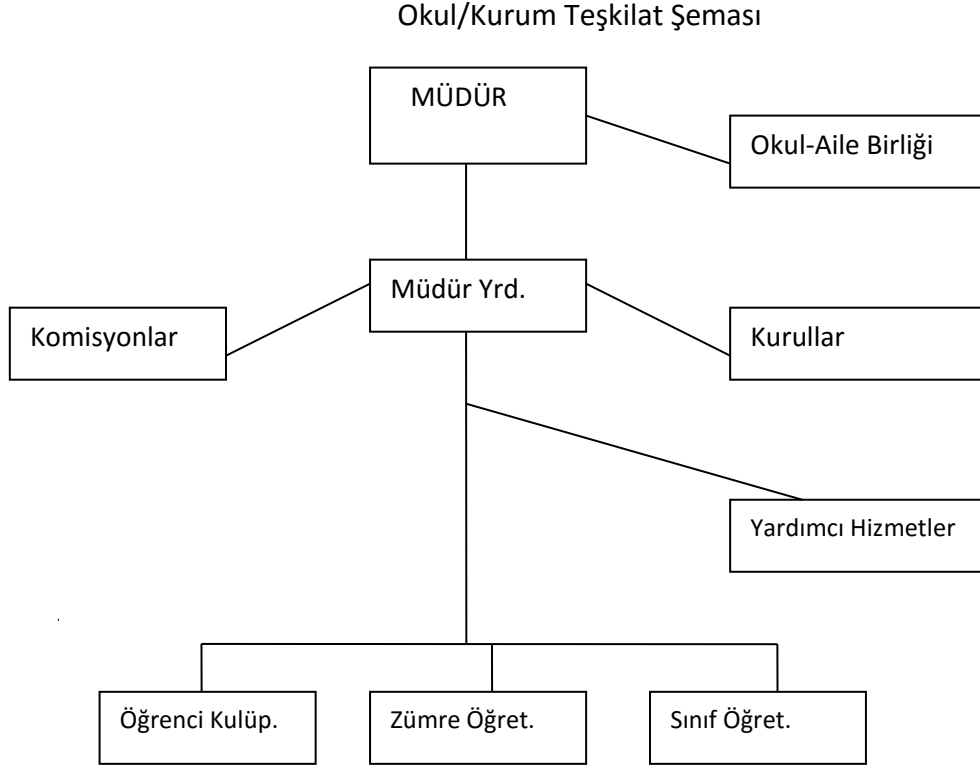 Okul/Kurum Teşkilat Şeması
MÜDÜR
Okul-Aile Birliği
Müdür Yrd.
Komisyonlar
Kurullar
Yardımcı Hizmetler
Öğrenci Kulüp.
Zümre Öğret.
Sınıf Öğret.